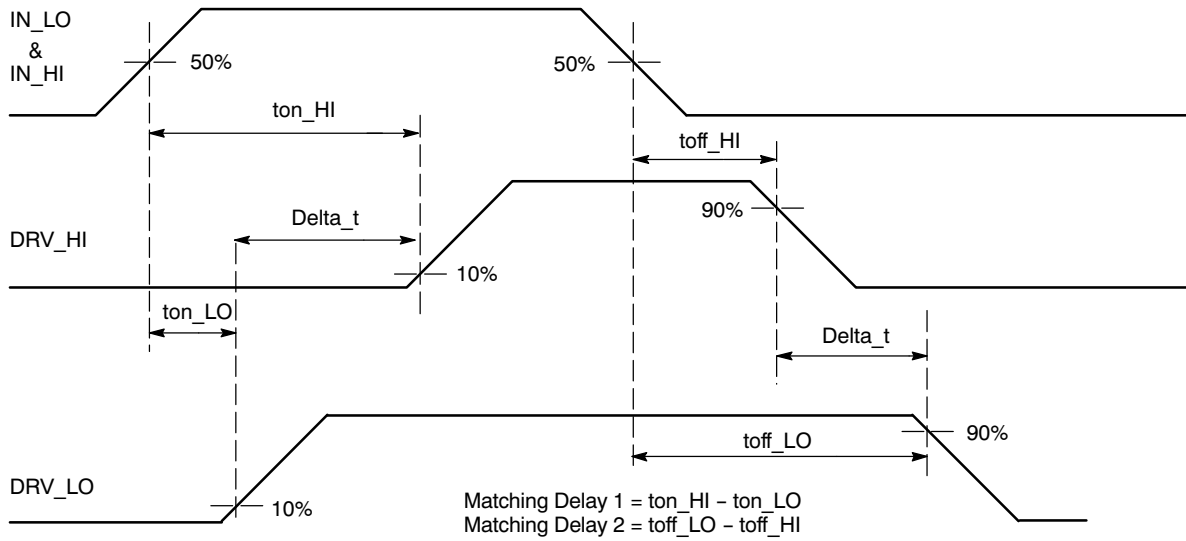 IN_LO
&
IN_HI
50%
50%
ton_HI
toff_HI
Delta_t
90%
DRV_HI
10%
ton_LO
Delta_t
toff_LO
90%
DRV_LO
10%
Matching Delay 1 = ton_HI − ton_LO
Matching Delay 2 = toff_LO − toff_HI